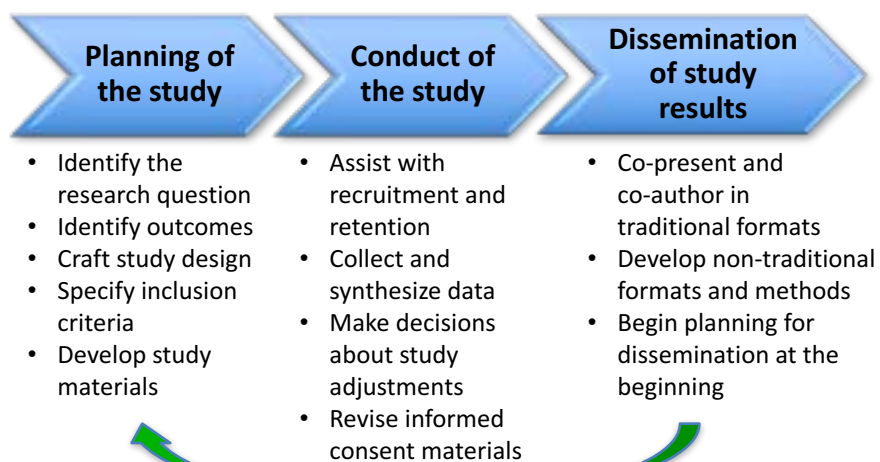 Planning of
the study
• Identify the
research question
• Identify outcomes
• Craft study design
• Specify inclusion
criteria
• Develop study
materials
Conduct of
the study
• Assist with
recruitment and
retention
• Collect and
synthesize data
• Make decisions
about study
adjustments
• Revise informed
consent materials
Dissemination
of study
results
• Co-present and
co-author in
traditional formats
• Develop non-traditional
formats and methods
• Begin planning for
dissemination at the
beginning